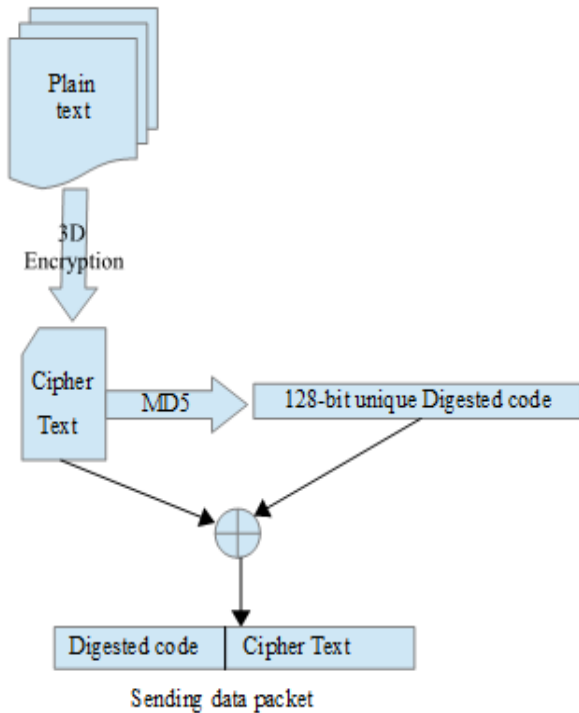 Plain
text
3D
Encryption
Cipher
Text
MD5
128-bit unique Digested code
Digested code
Cipher Text
Sending data packet